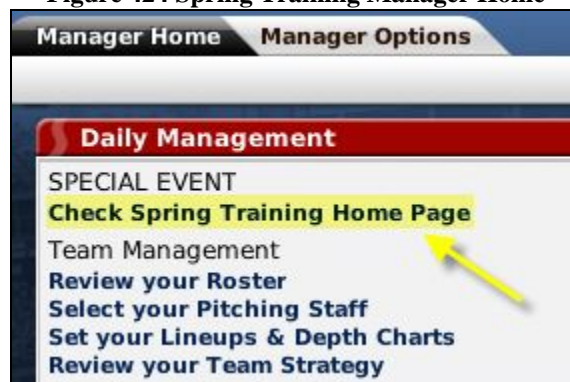 Figure 424 Spring Training Manager Home
Manager Home Manager Options
Daily Management
SPECIAL EVENT
Check Spring Training Home Page
Team Management
Review your Roster
Select your Pitching Staff
Set your Lineups & Depth Charts
Review your Team Strategy